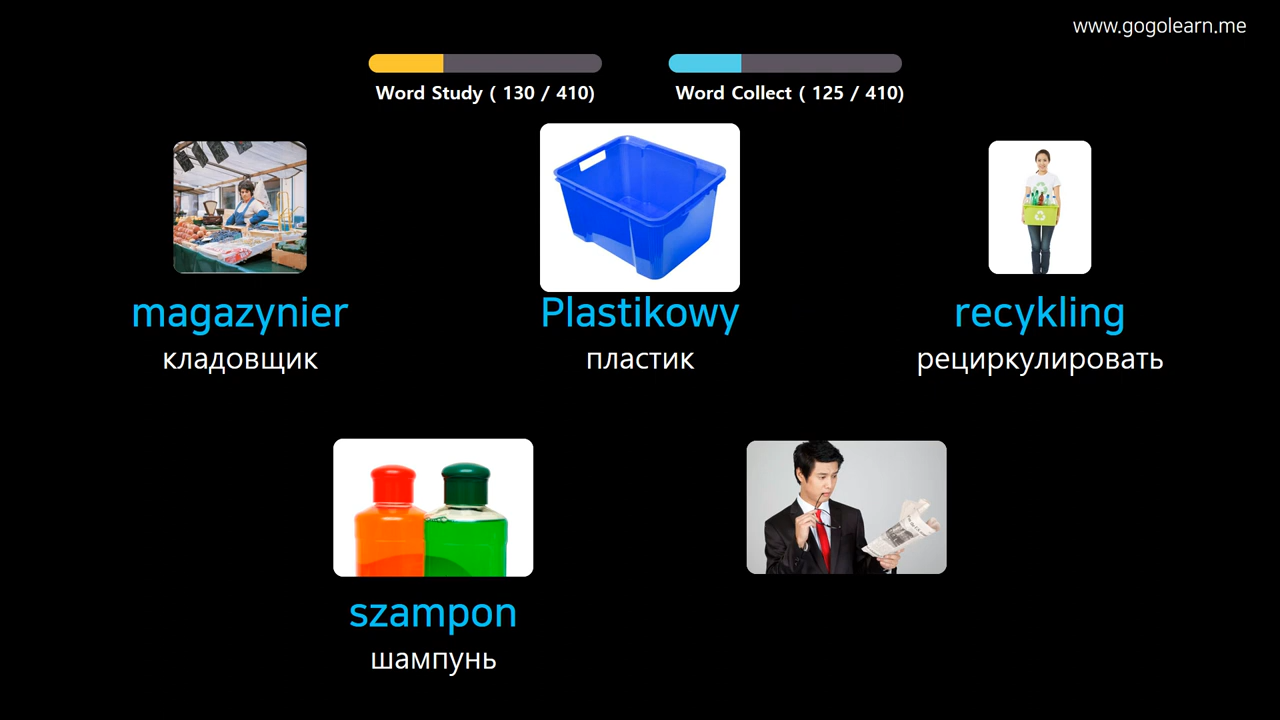 www.gogolearn.me
Word Study ( 130 / 410)
Word Collect ( 125 / 410)
magazynier
кладовщик
Plastikowy
пластик
recykling
рециркулировать
szampon
шампунь